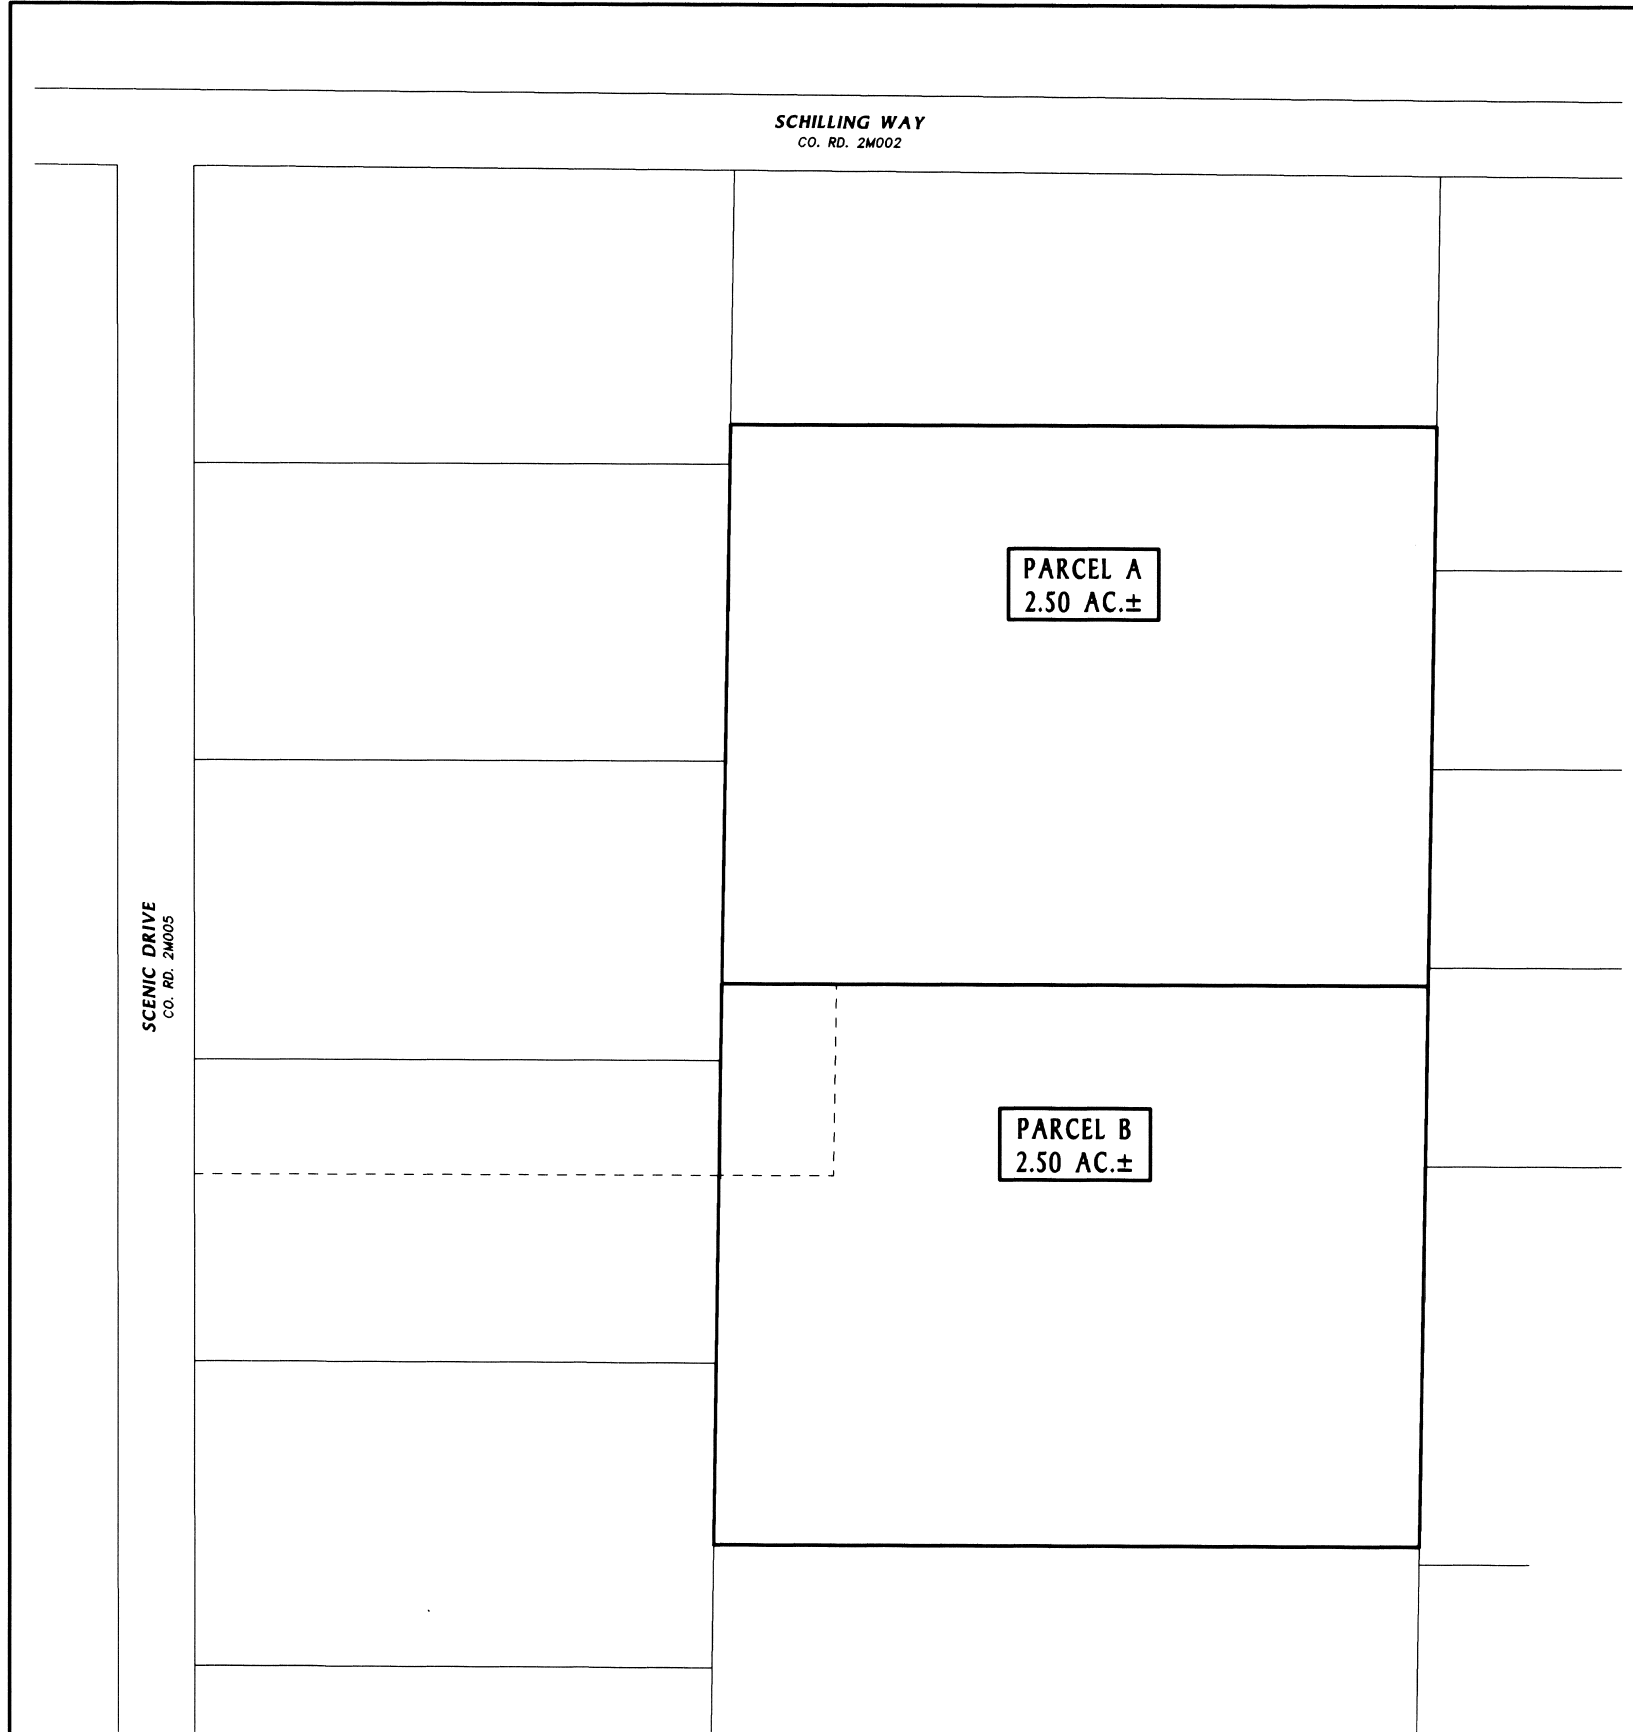 SCHILLING WAY
CO. RD. 2M002
PARCEL A
2.50 AC.±
SCENIC DRIVE
CO. RD. 2M005
PARCEL B
2.50 AC.±